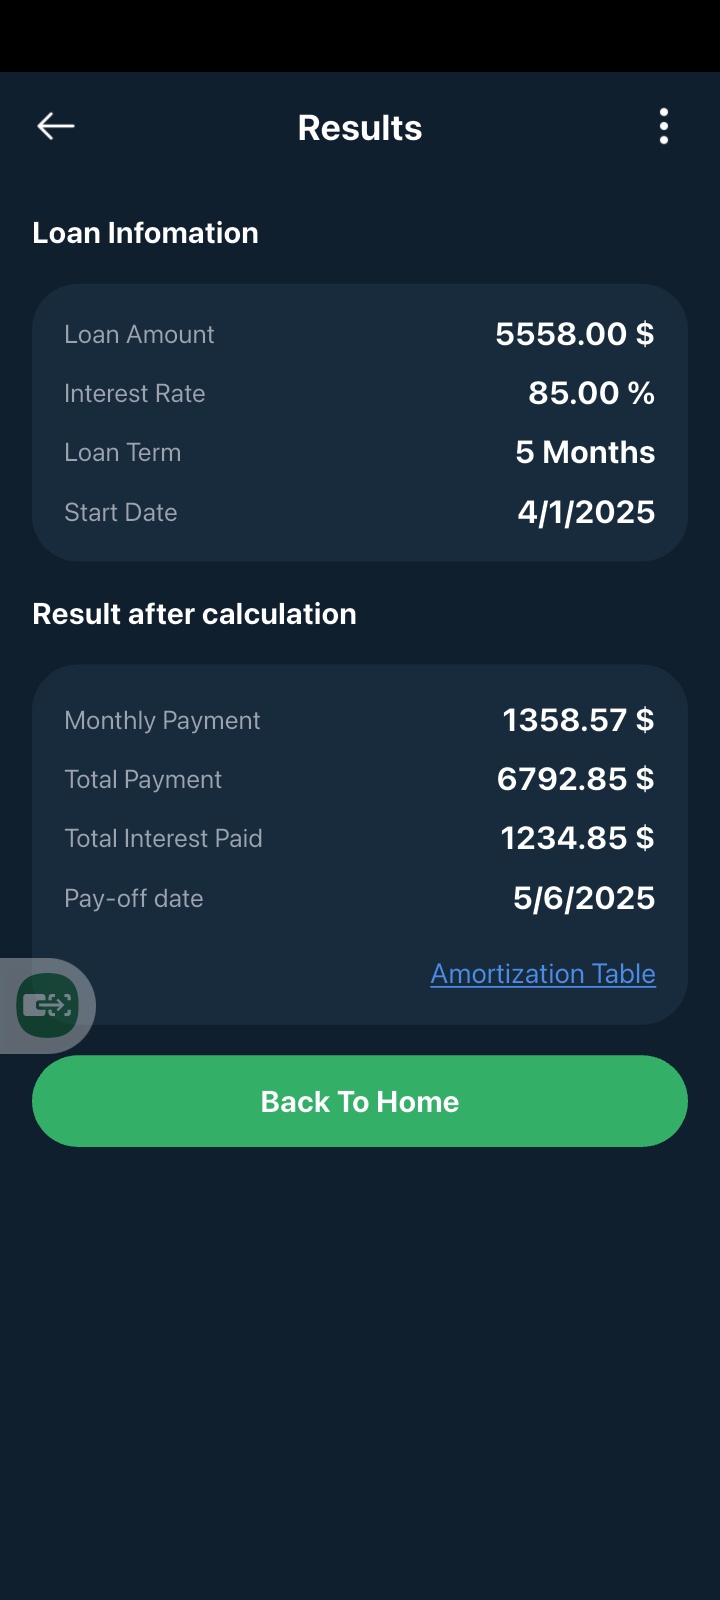 Results
Loan Infomation
Loan Amount 5558.00 $
Interest Rate 85.00 %
Loan Term 5 Months
Start Date 4/1/2025
Result after calculation
Monthly Payment 1358.57 $
Total Payment 6792.85 $
Total Interest Paid 1234.85 $
Pay-off date 5/6/2025
Amortization Table
Back To Home